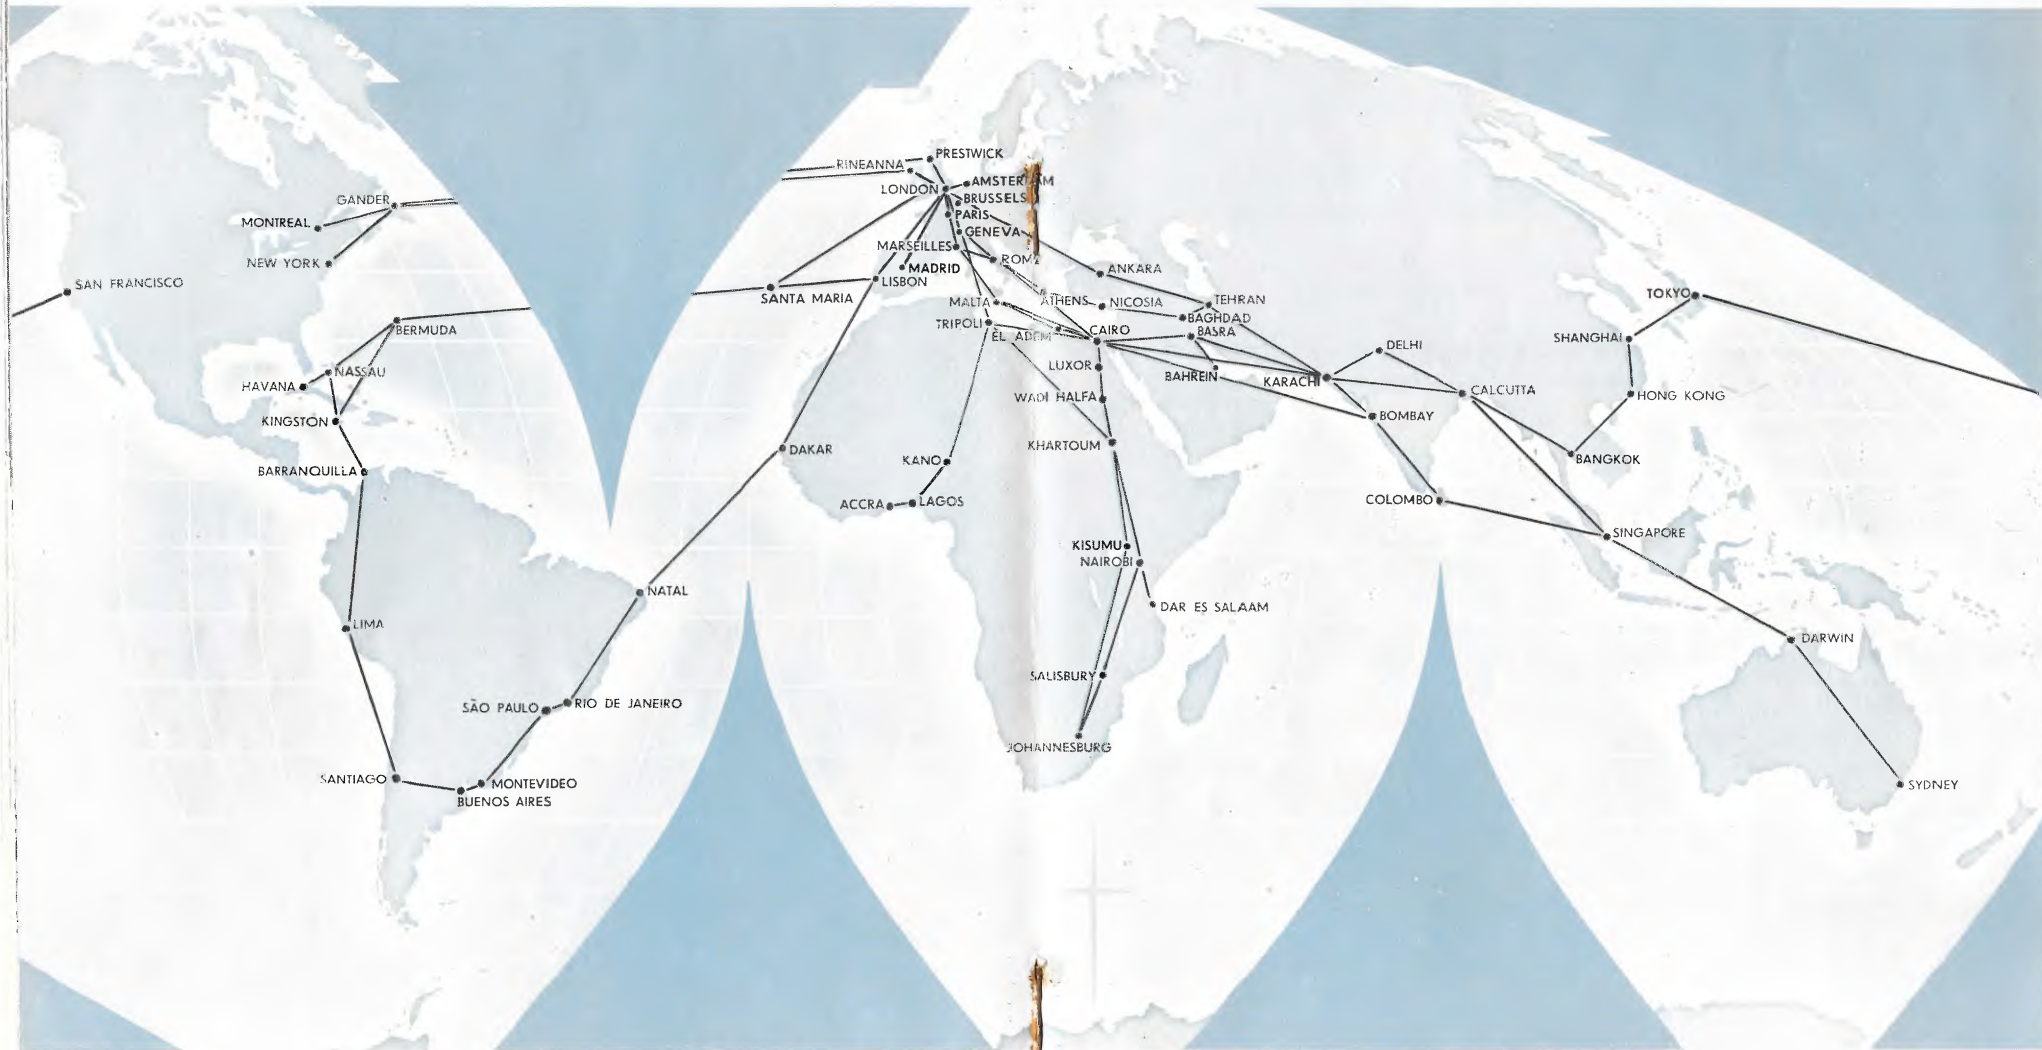 PRESTWICK
RINEANNA
LONDON
AMSTERDAM
BRUSSELS
GANDER
PARIS
MONTREAL
GENEVA
MARSEILLES
NEW YORK
ROME
MADRID
ANKARA
SAN FRANCISCO
LISBON
TOKYO
SANTA MARIA
MALTA
ATHENS
NICOSIA
TEHRAN
BAGHDAD
BERMUDA
TRIPOLI
EL ADEM
CAIRO
BASRA
SHANGHAI
DELHI
LUXOR
NASSAU
BAHREIN
KARACHI
HAVANA
CALCUTTA
HONG KONG
WADI HALFA
BOMBAY
KINGSTON
KHARTOUM
DAKAR
KANO
BANGKOK
BARRANQUILLA
COLOMBO
ACCRA
LAGOS
SINGAPORE
KISUMU
NAIROBI
NATAL
DAR ES SALAAM
LIMA
DARWIN
SALISBURY
SÃO PAULO
RIO DE JANEIRO
JOHANNESBURG
SANTIAGO
MONTEVIDEO
SYDNEY
BUENOS AIRES